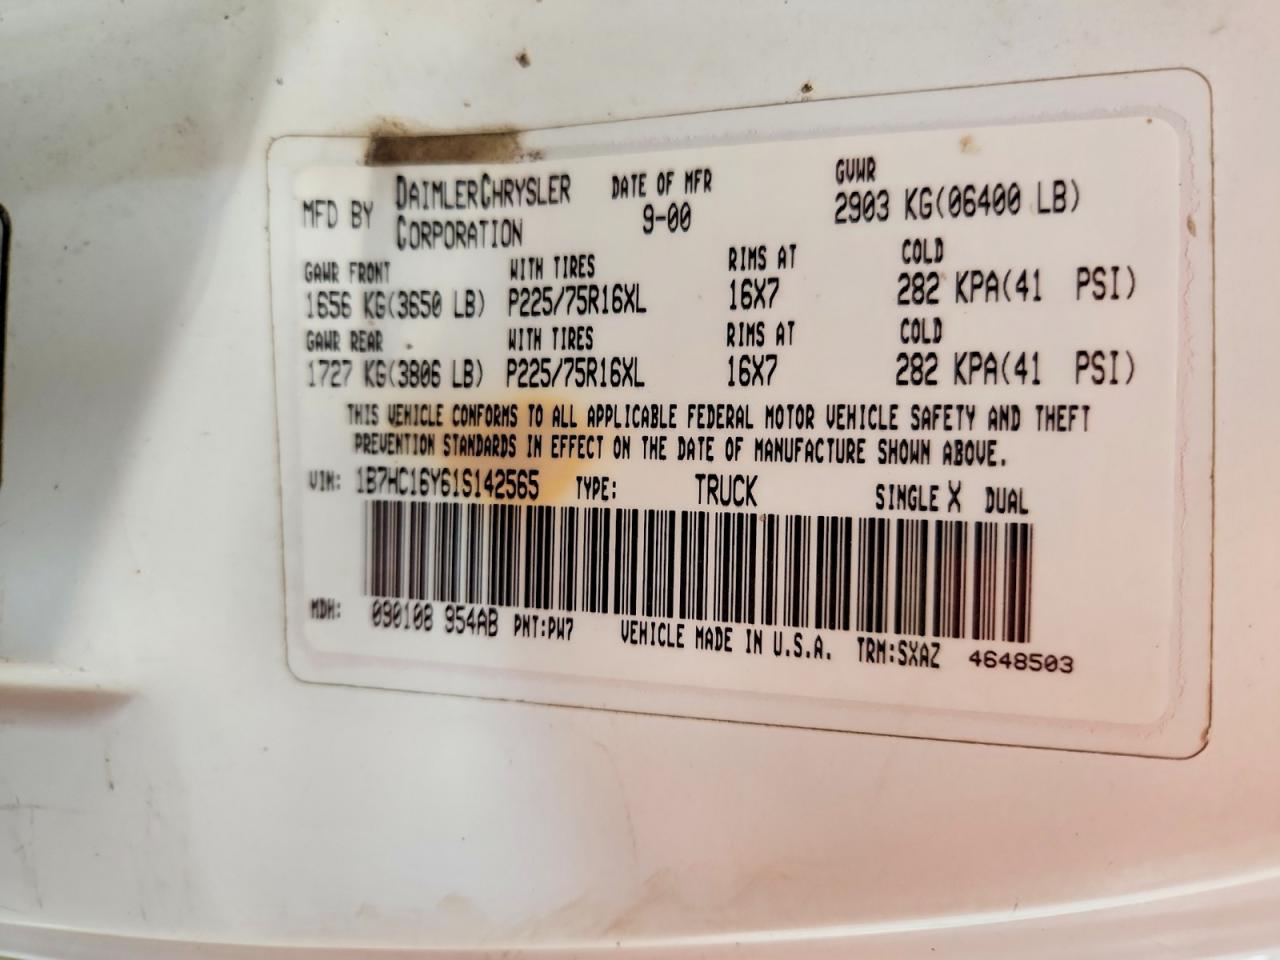 MFD BY DAIMLERCHRYSLER CORPORATION DATE OF MFR 9-00 GVWR 2903 KG(06400 LB)
GAWR FRONT WITH TIRES RIMS AT COLD
1656 KG(3650 LB) P225/75R16XL 16X7 282 KPA(41 PSI)
GAWR REAR WITH TIRES RIMS AT COLD
1727 KG(3806 LB) P225/75R16XL 16X7 282 KPA(41 PSI)
THIS VEHICLE CONFORMS TO ALL APPLICABLE FEDERAL MOTOR VEHICLE SAFETY AND THEFT
PREVENTION STANDARDS IN EFFECT ON THE DATE OF MANUFACTURE SHOWN ABOVE.
VIN: 1B7HC16Y61S142565 TYPE: TRUCK SINGLE X DUAL
MDH: 090108 954AB PNT:PW7 VEHICLE MADE IN U.S.A. TRM:SXAZ 4648503